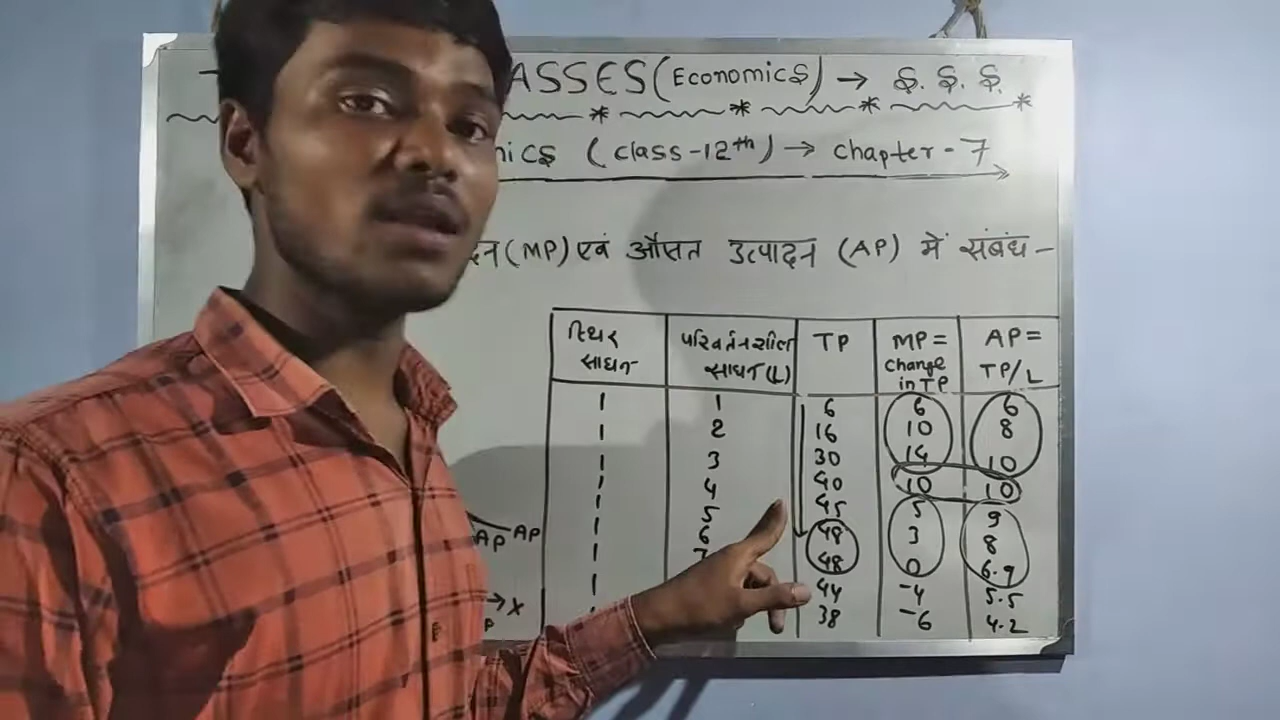 ASSES (Economics) → ङ. ङ. ङ.
nics (class-12th) → chapter - 7
दन (MP) एवं औसत उत्पादन (AP) में संबंध -
स्थिर साधन परिवर्तनशील साधन (L) TP MP = change in TP AP = TP/L
1 1 6 6 6
1 2 16 10 8
1 3 30 14 10
1 4 40 10 10
1 5 45 5 9
1 6 48 3 8
1 7 48 0 6.9
1 44 -4 5.5
38 -6 4.2
AP AP
→ X
P